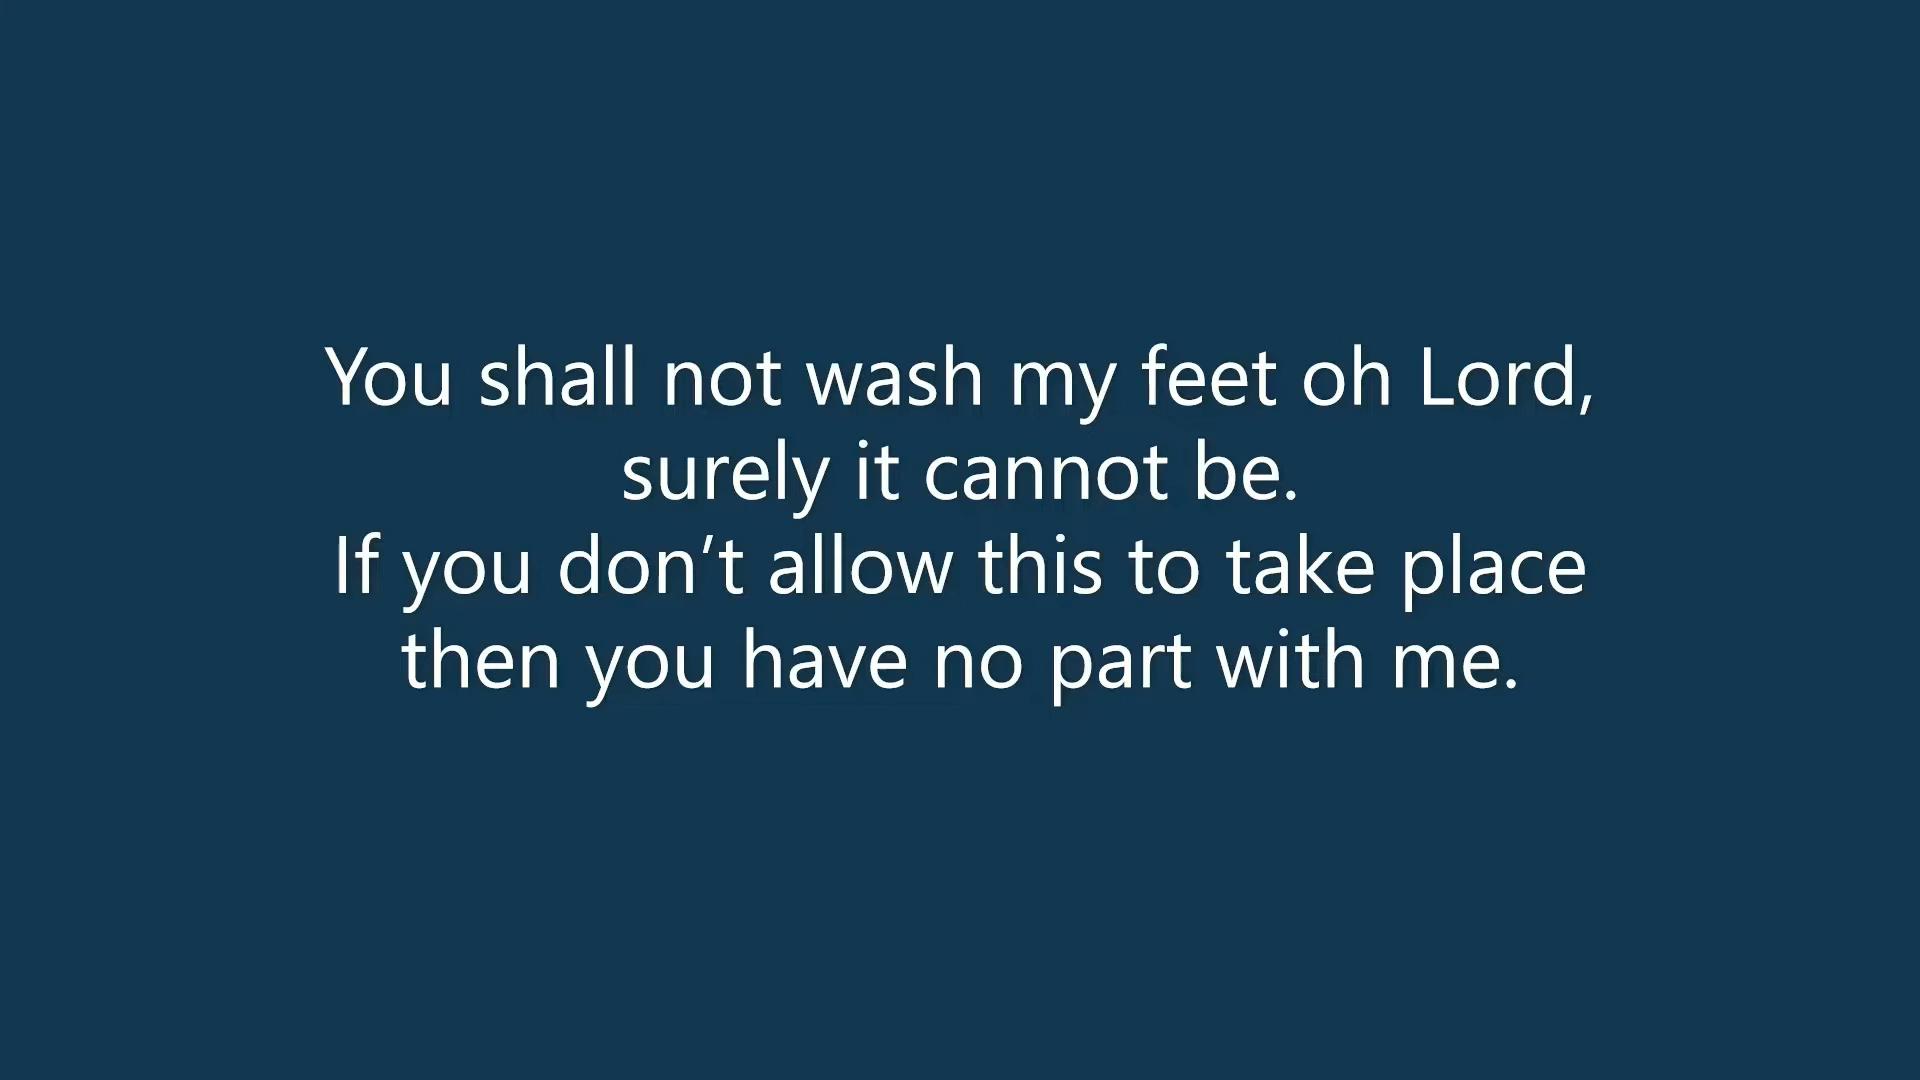 You shall not wash my feet oh Lord,
surely it cannot be.
If you don’t allow this to take place
then you have no part with me.